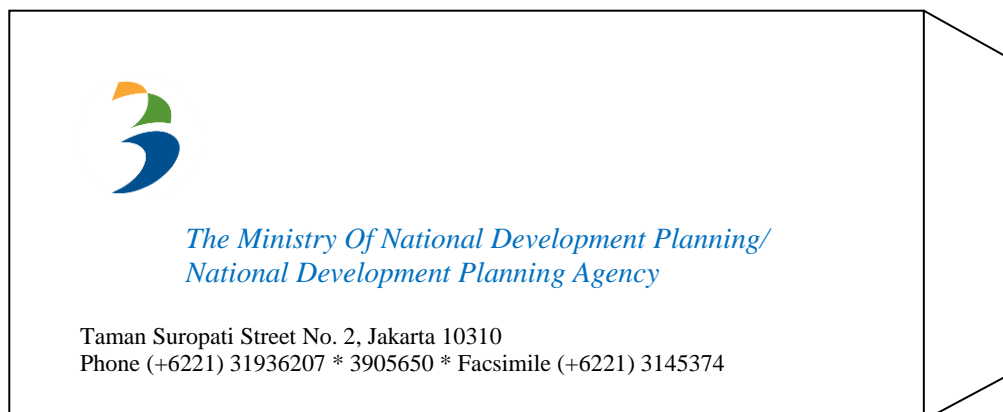 The Ministry Of National Development Planning/
National Development Planning Agency
Taman Suropati Street No. 2, Jakarta 10310
Phone (+6221) 31936207 * 3905650 * Facsimile (+6221) 3145374